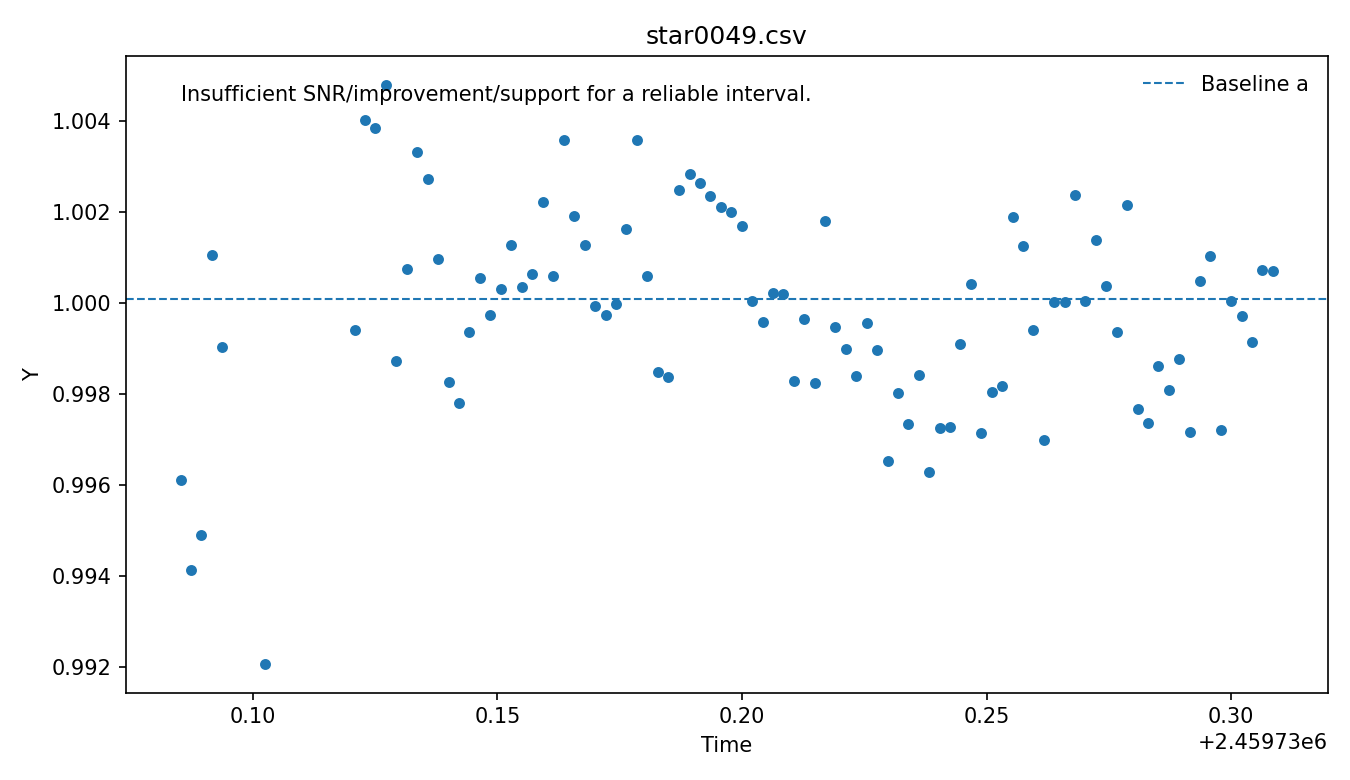 star0049.csv
Insufficient SNR/improvement/support for a reliable interval.
Baseline a
1.004
1.002
1.000
0.998
0.996
0.994
0.992
Y
0.10 0.15 0.20 0.25 0.30
Time
+2.45973e6